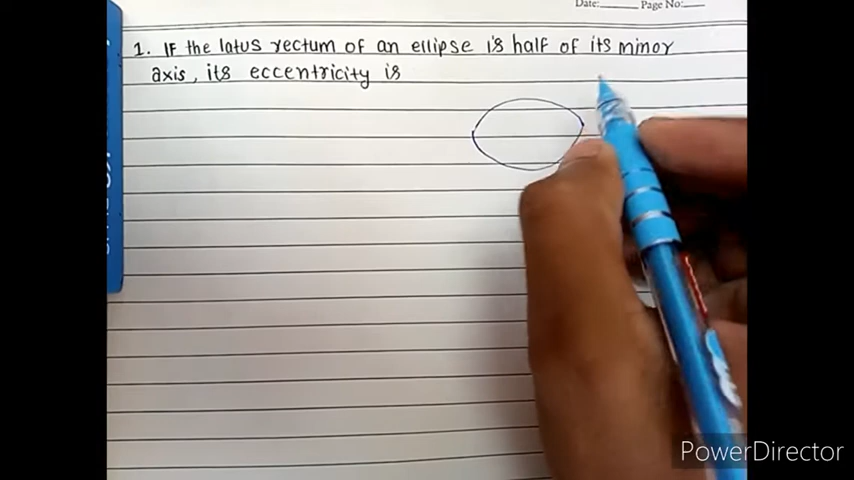 Date:______ Page No:____
1. IF the latus rectum of an ellipse is half of its minor
axis, its eccentricity is
PowerDirector